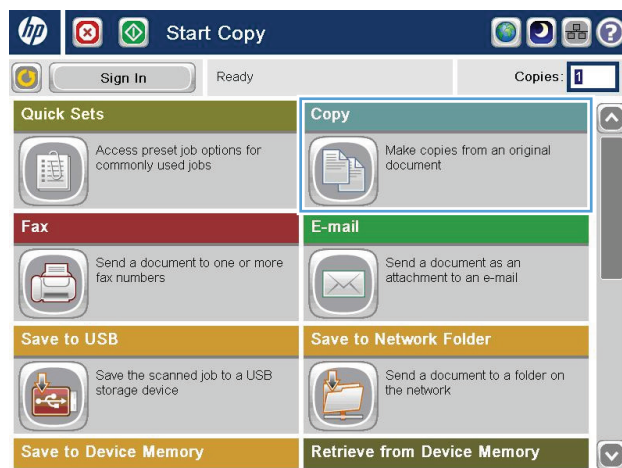 hp
Start Copy
?
Sign In
Ready
Copies: 1
Quick Sets
Copy
Access preset job options for
commonly used jobs
Make copies from an original
document
Fax
E-mail
Send a document to one or more
fax numbers
Send a document as an
attachment to an e-mail
Save to USB
Save to Network Folder
Save the scanned job to a USB
storage device
Send a document to a folder on
the network
Save to Device Memory
Retrieve from Device Memory